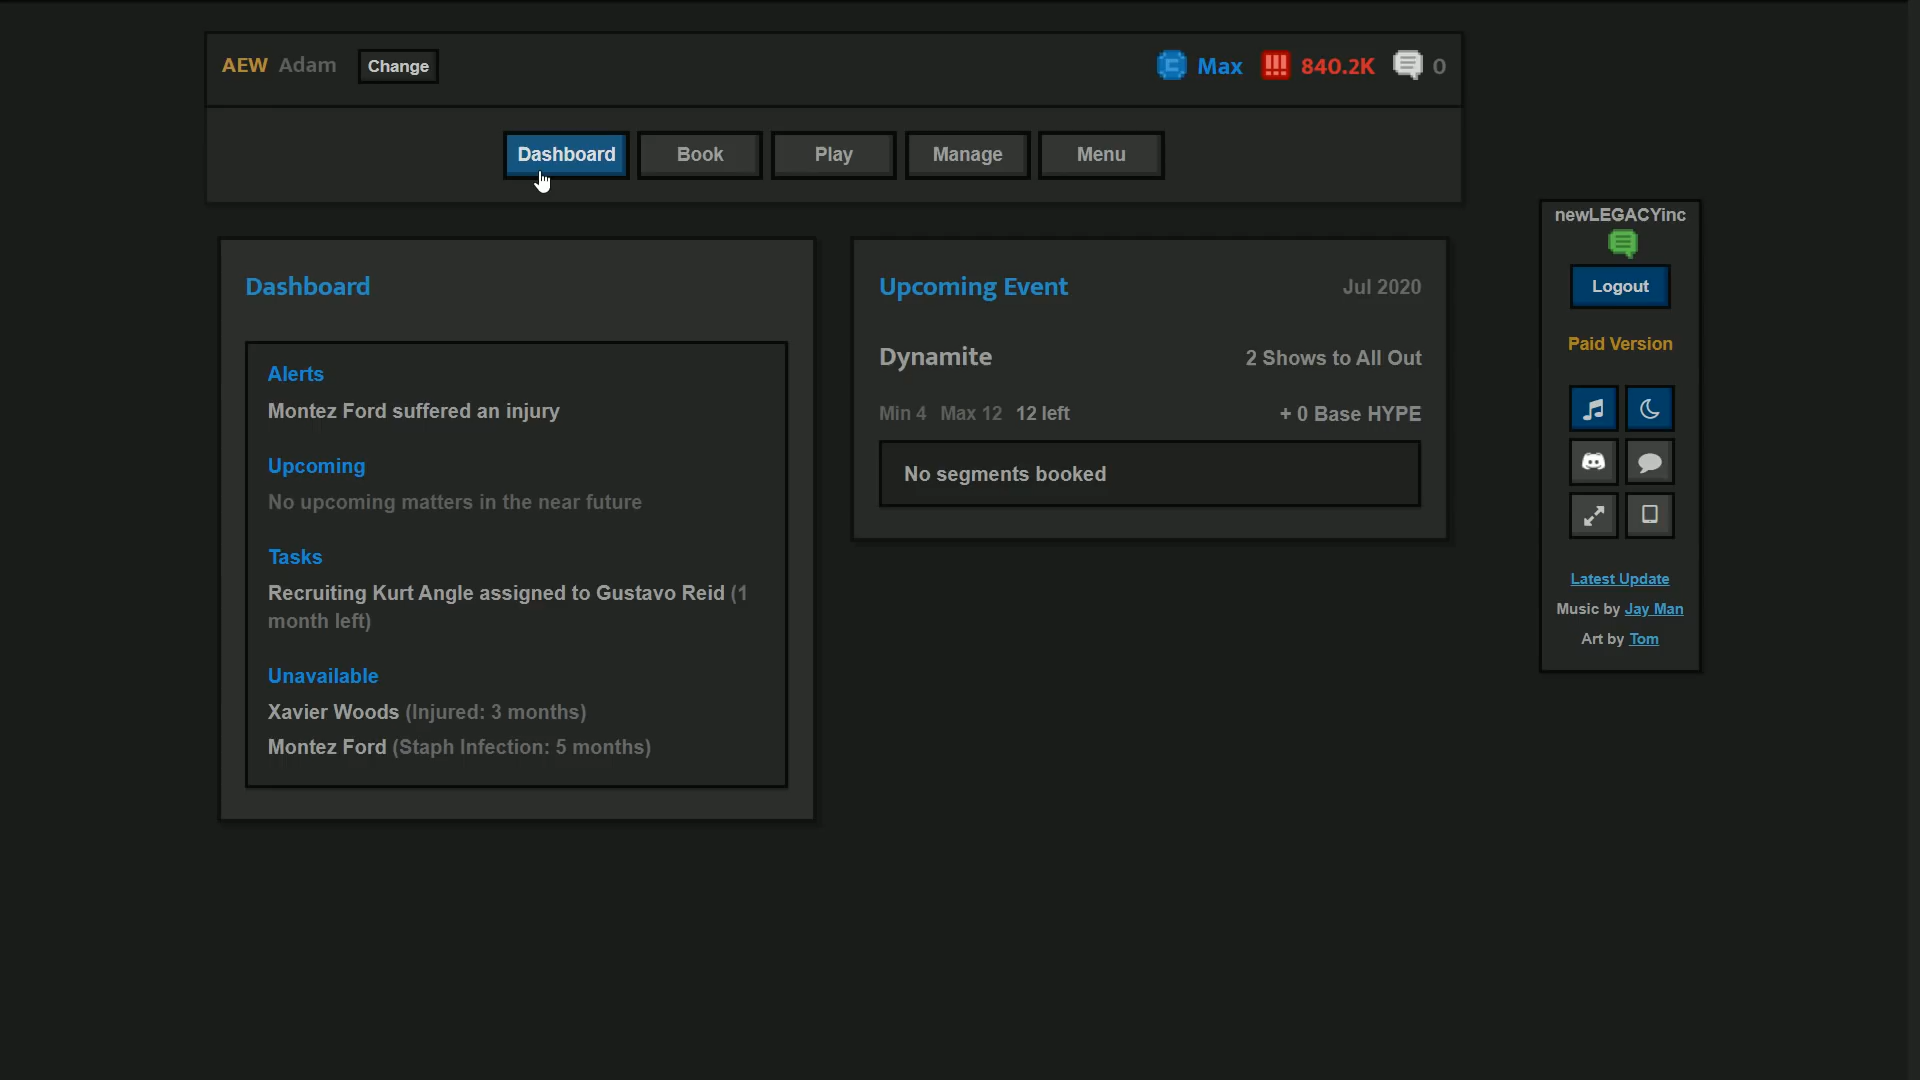 AEW Adam Change
Max 840.2K 0
Dashboard Book Play Manage Menu
Dashboard
Alerts
Montez Ford suffered an injury
Upcoming
No upcoming matters in the near future
Tasks
Recruiting Kurt Angle assigned to Gustavo Reid (1
month left)
Unavailable
Xavier Woods (Injured: 3 months)
Montez Ford (Staph Infection: 5 months)
Upcoming Event Jul 2020
Dynamite 2 Shows to All Out
Min 4 Max 12 12 left + 0 Base HYPE
No segments booked
newLEGACYinc
Logout
Paid Version
Latest Update
Music by Jay Man
Art by Tom